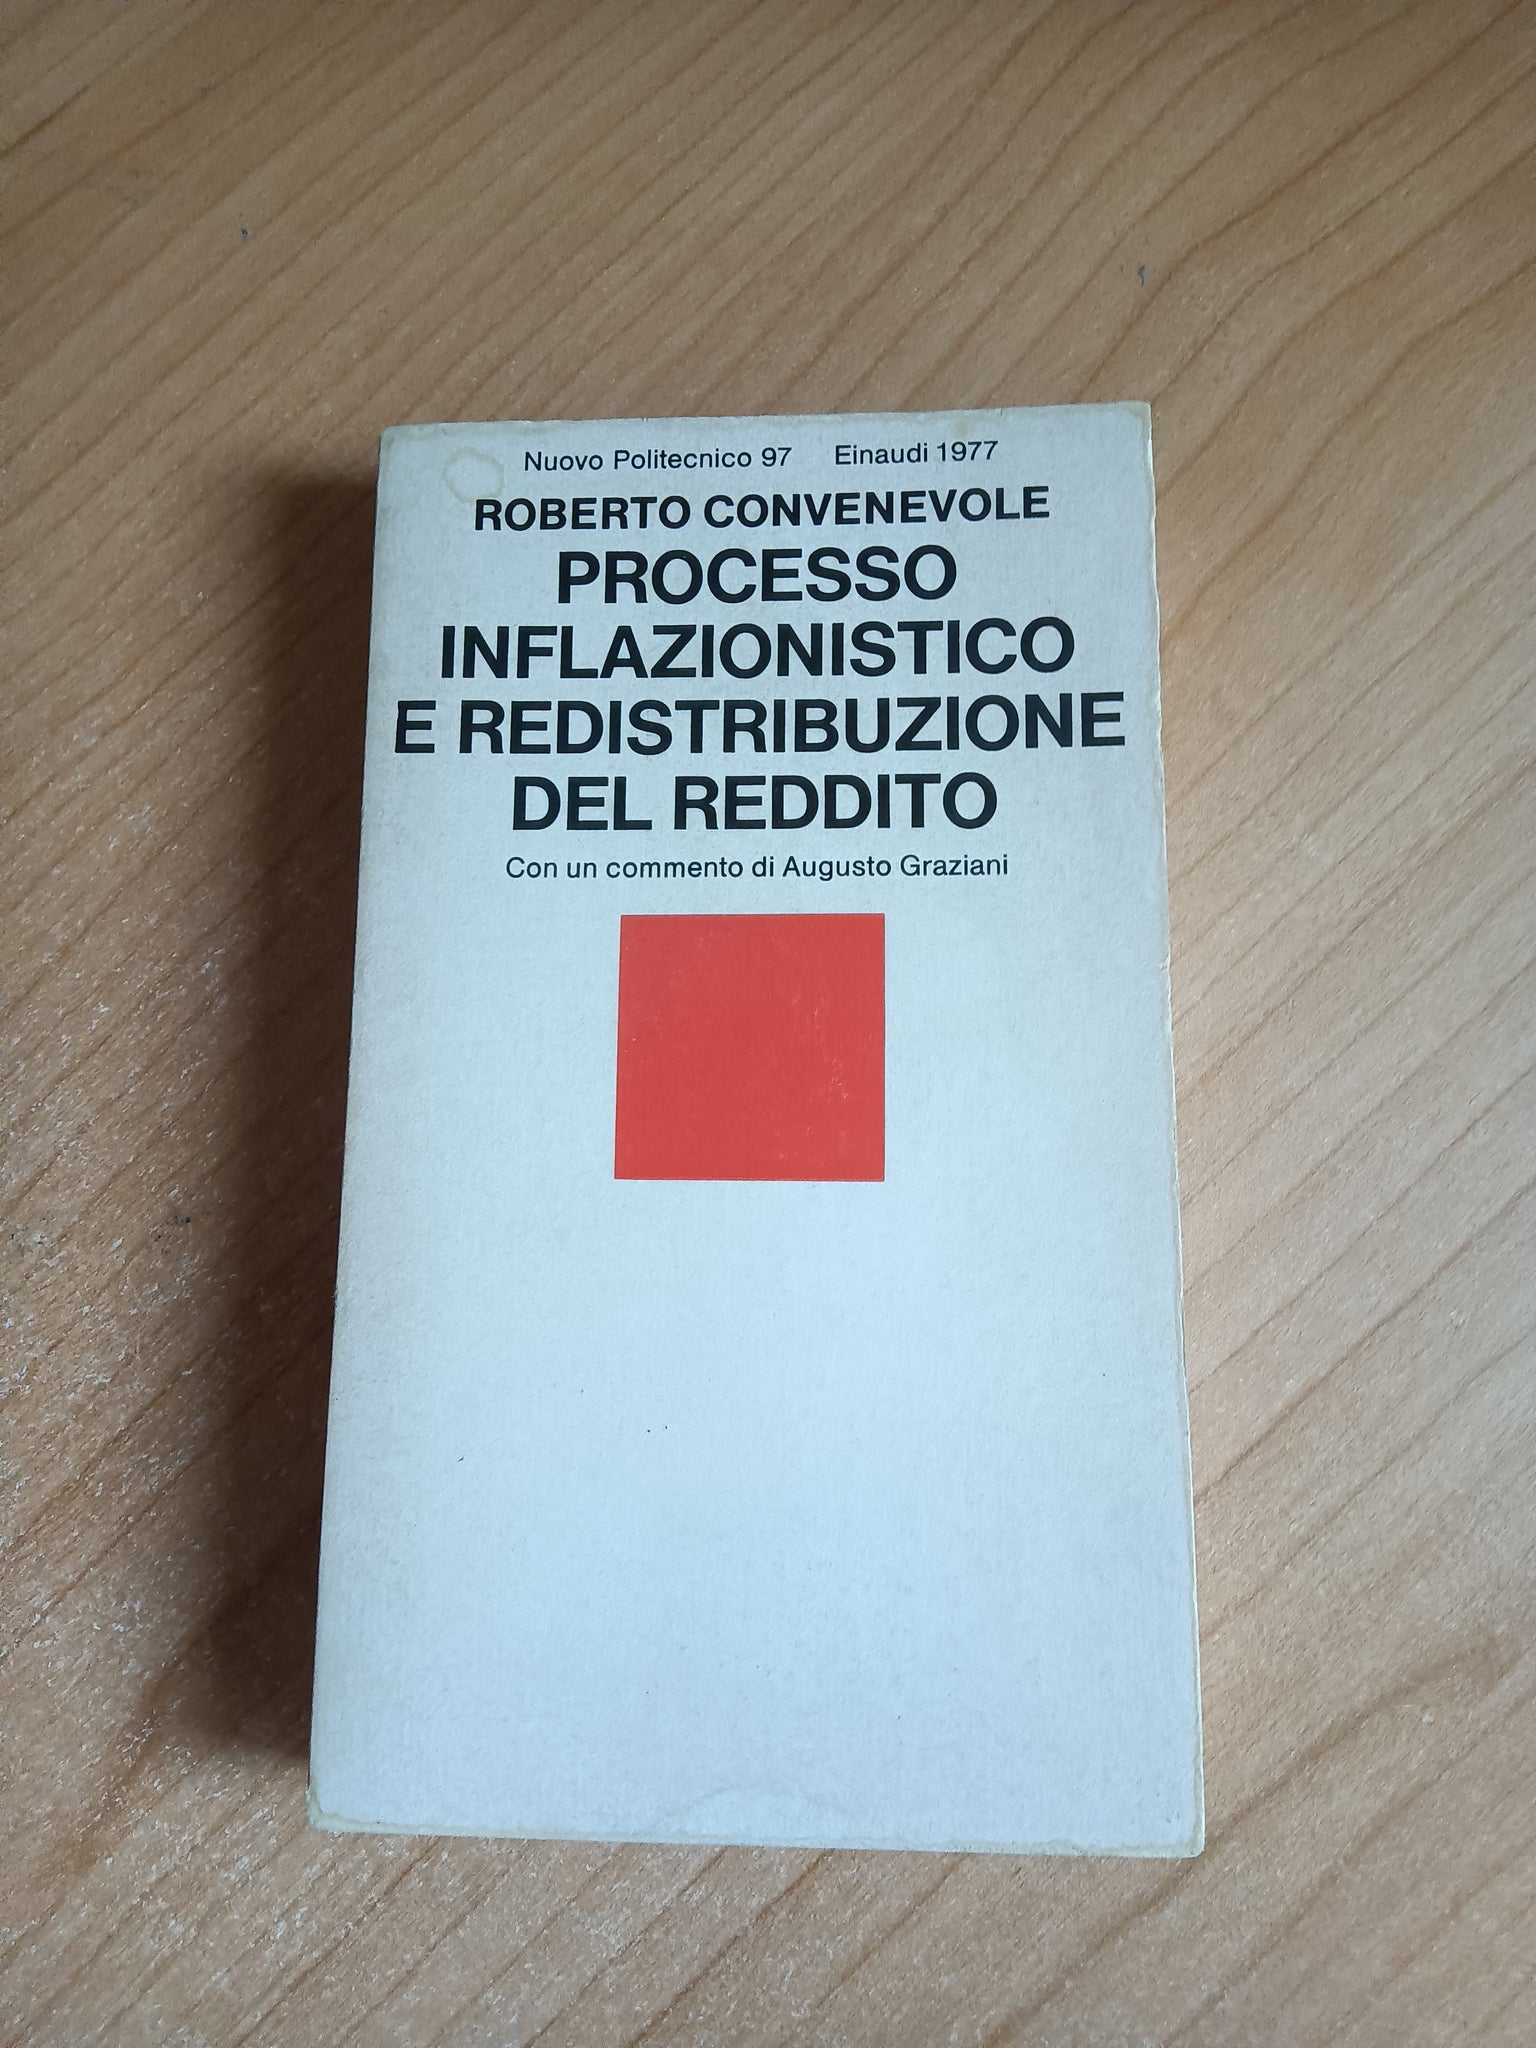 Nuovo Politecnico 97 Einaudi 1977
ROBERTO CONVENEVOLE
PROCESSO
INFLAZIONISTICO
E REDISTRIBUZIONE
DEL REDDITO
Con un commento di Augusto Graziani